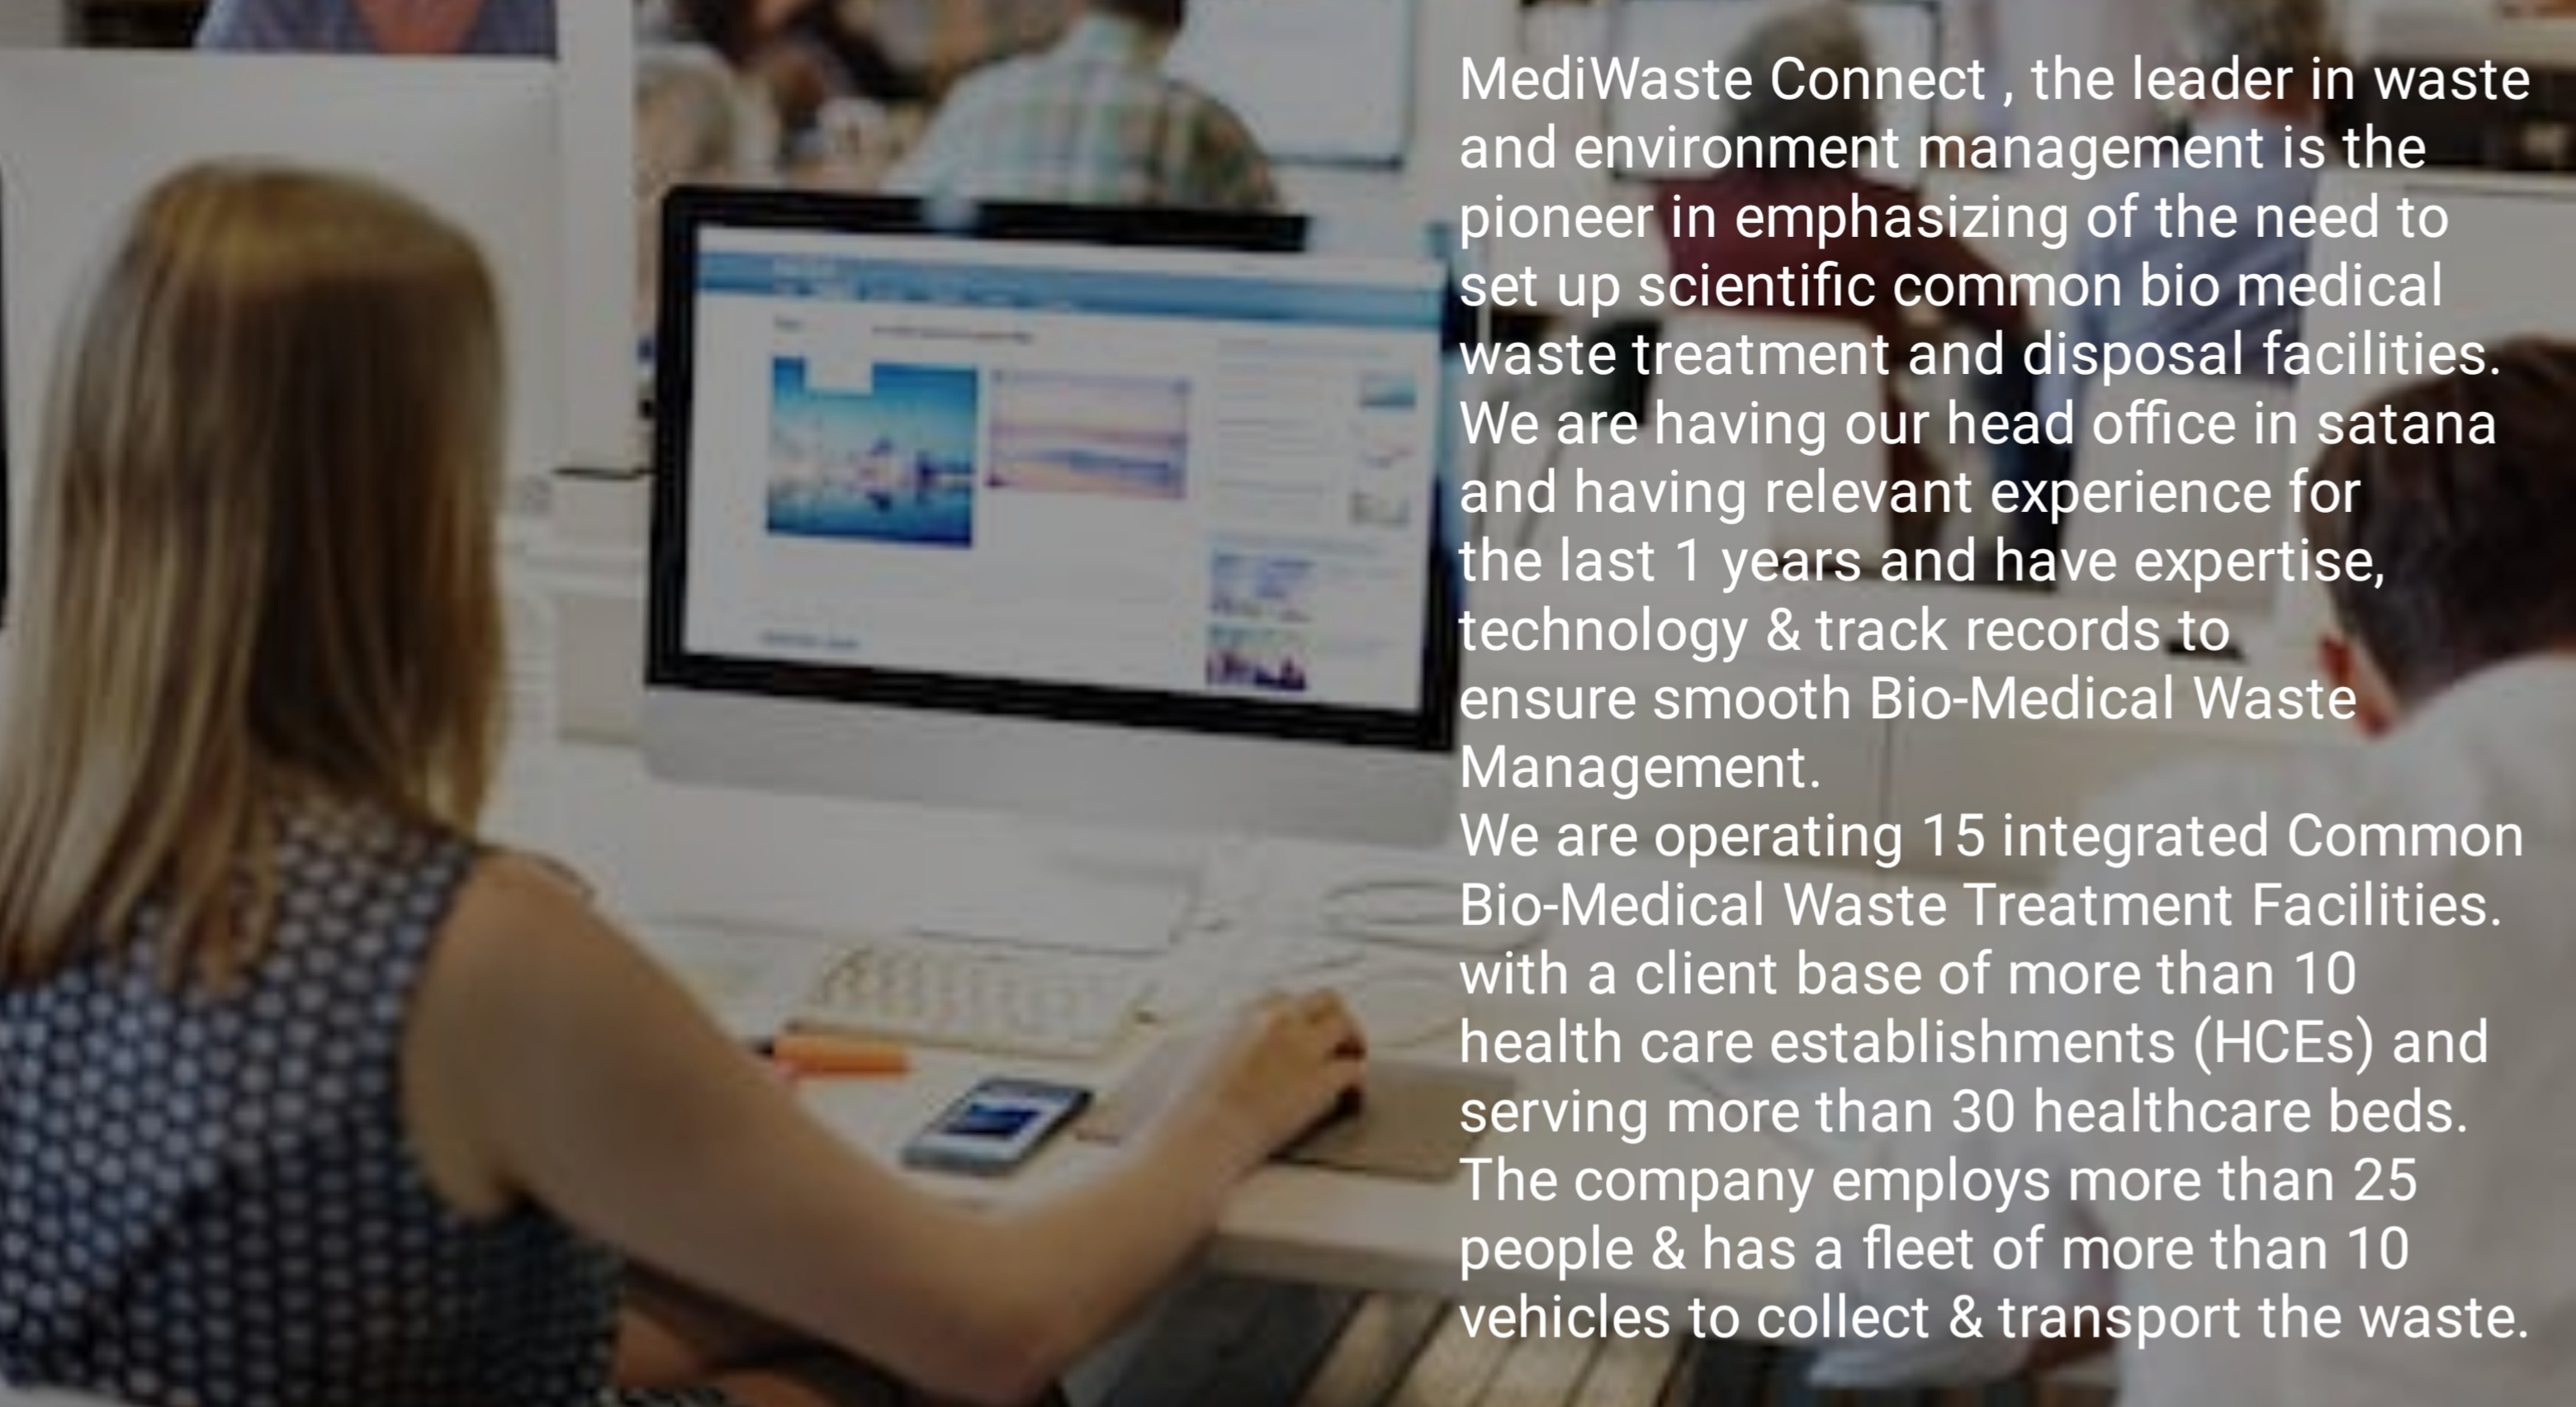 MediWaste Connect , the leader in waste
and environment management is the
pioneer in emphasizing of the need to
set up scientific common bio medical
waste treatment and disposal facilities.
We are having our head office in satana
and having relevant experience for
the last 1 years and have expertise,
technology & track records to
ensure smooth Bio-Medical Waste
Management.
We are operating 15 integrated Common
Bio-Medical Waste Treatment Facilities.
with a client base of more than 10
health care establishments (HCEs) and
serving more than 30 healthcare beds.
The company employs more than 25
people & has a fleet of more than 10
vehicles to collect & transport the waste.